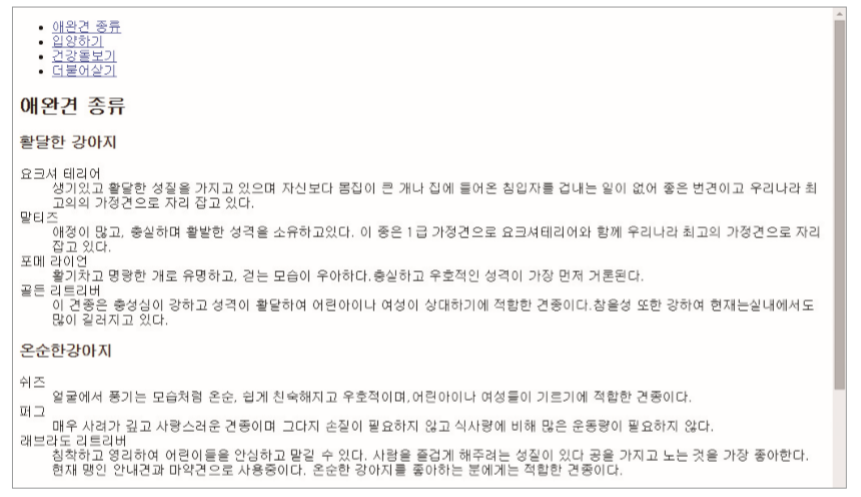 애완견 종류
입양하기
건강돌보기
더불어살기
애완견 종류
활달한 강아지
요크셔 테리어
생기있고 활달한 성질을 가지고 있으며 자신보다 몸집이 큰 개나 집에 들어온 침입자를 겁내는 일이 없어 좋은 번견이고 우리나라 최
고의의 가정견으로 자리 잡고 있다.
말티즈
애정이 많고, 충실하며 활발한 성격을 소유하고있다. 이 종은 1급 가정견으로 요크셔테리어와 함께 우리나라 최고의 가정견으로 자리
잡고 있다.
포메 라이언
활기차고 명랑한 개로 유명하고, 걷는 모습이 우아하다.충실하고 우호적인 성격이 가장 먼저 거론된다.
골든 리트리버
이 견종은 충성심이 강하고 성격이 활달하여 어린아이나 여성이 상대하기에 적합한 견종이다.참을성 또한 강하여 현재는실내에서도
많이 길러지고 있다.
온순한강아지
쉬즈
얼굴에서 풍기는 모습처럼 온순, 쉽게 친숙해지고 우호적이며,어린아이나 여성들이 기르기에 적합한 견종이다.
퍼그
매우 사려가 깊고 사랑스러운 견종이며 그다지 손질이 필요하지 않고 식사량에 비해 많은 운동량이 필요하지 않다.
래브라도 리트리버
침착하고 영리하여 어린이들을 안심하고 맡길 수 있다. 사람을 즐겁게 해주려는 성질이 있다 공을 가지고 노는 것을 가장 좋아한다.
현재 맹인 안내견과 마약견으로 사용중이다. 온순한 강아지를 좋아하는 분에게는 적합한 견종이다.